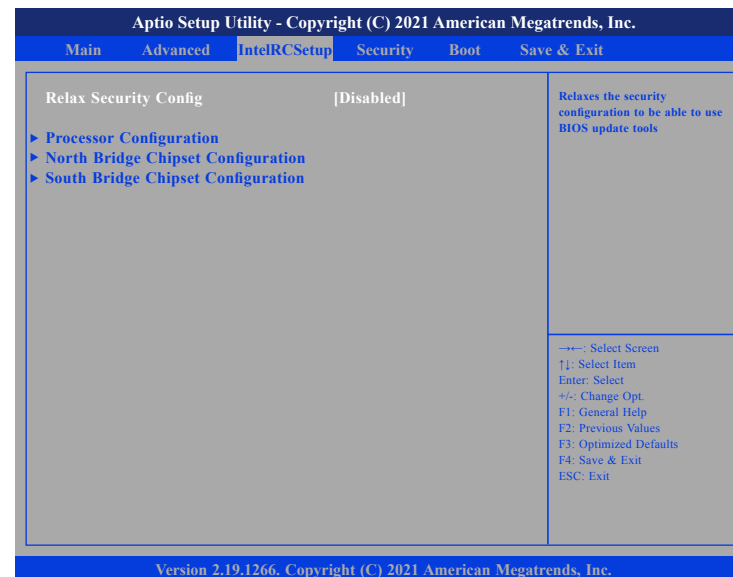 Aptio Setup Utility - Copyright (C) 2021 American Megatrends, Inc.
Main Advanced IntelRCSetup Security Boot Save & Exit
Relax Security Config [Disabled]
► Processor Configuration
► North Bridge Chipset Configuration
► South Bridge Chipset Configuration
Relaxes the security
configuration to be able to use
BIOS update tools
→←: Select Screen
↑↓: Select Item
Enter: Select
+/-: Change Opt.
F1: General Help
F2: Previous Values
F3: Optimized Defaults
F4: Save & Exit
ESC: Exit
Version 2.19.1266. Copyright (C) 2021 American Megatrends, Inc.